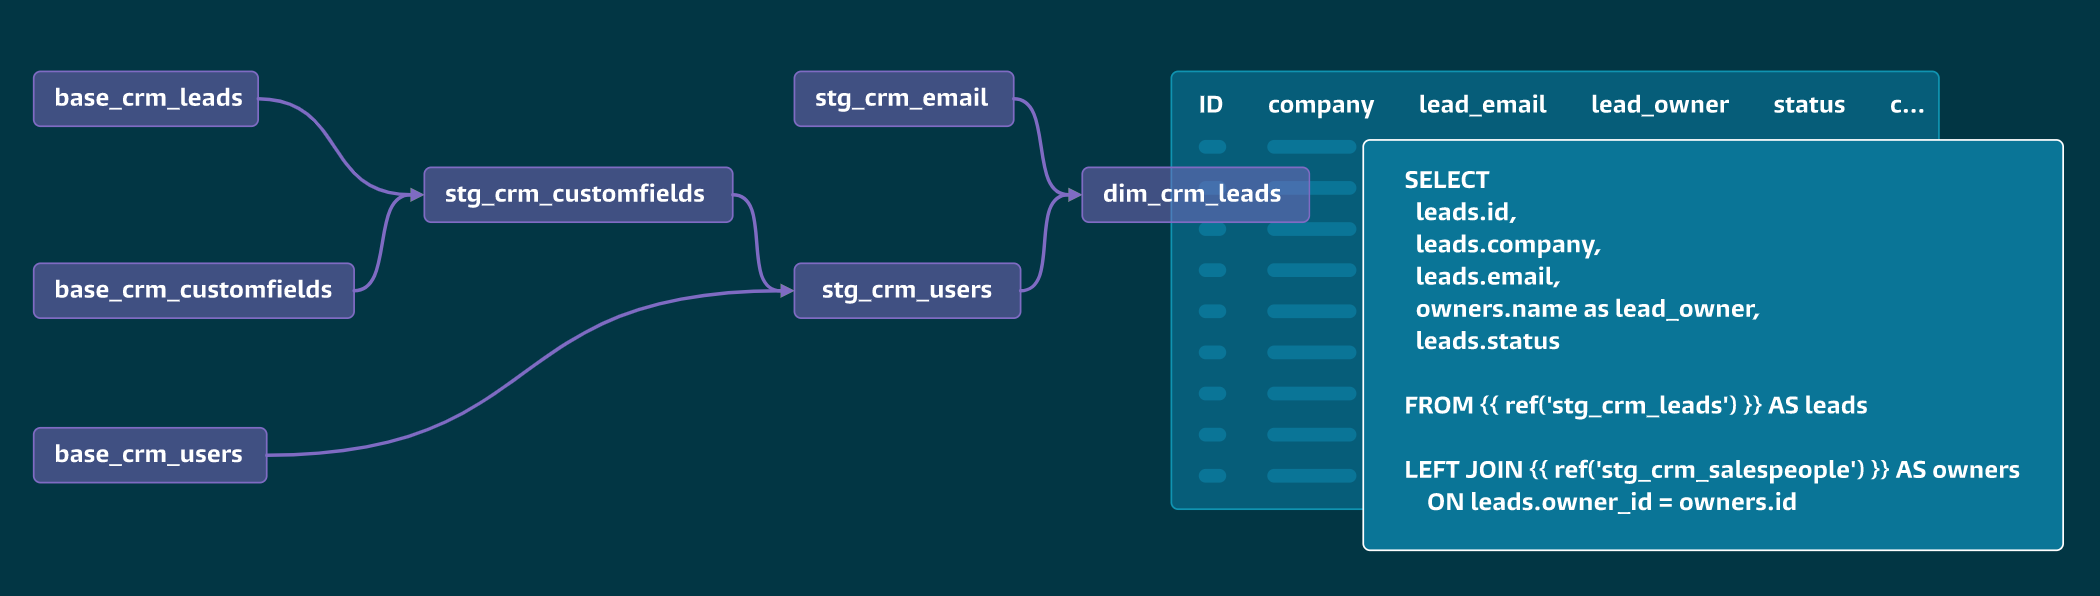 base_crm_leads
base_crm_customfields
base_crm_users
stg_crm_customfields
stg_crm_email
stg_crm_users
dim_crm_leads
ID company lead_email lead_owner status c...
SELECT
leads.id,
leads.company,
leads.email,
owners.name as lead_owner,
leads.status
FROM {{ ref('stg_crm_leads') }} AS leads
LEFT JOIN {{ ref('stg_crm_salespeople') }} AS owners
ON leads.owner_id = owners.id